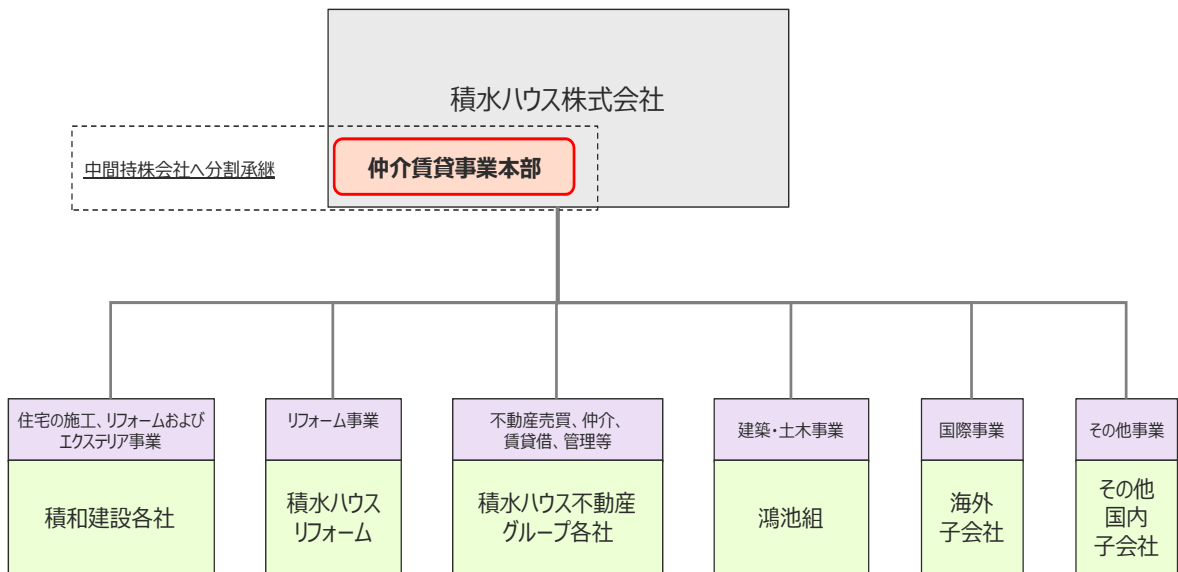 積水ハウス株式会社
中間持株会社へ分割承継
仲介賃貸事業本部
住宅の施工、リフォームおよび
エクステリア事業
積和建設各社
リフォーム事業
積水ハウス
リフォーム
不動産売買、仲介、
賃貸借、管理等
積水ハウス不動産
グループ各社
建築・土木事業
鴻池組
国際事業
海外
子会社
その他事業
その他
国内
子会社